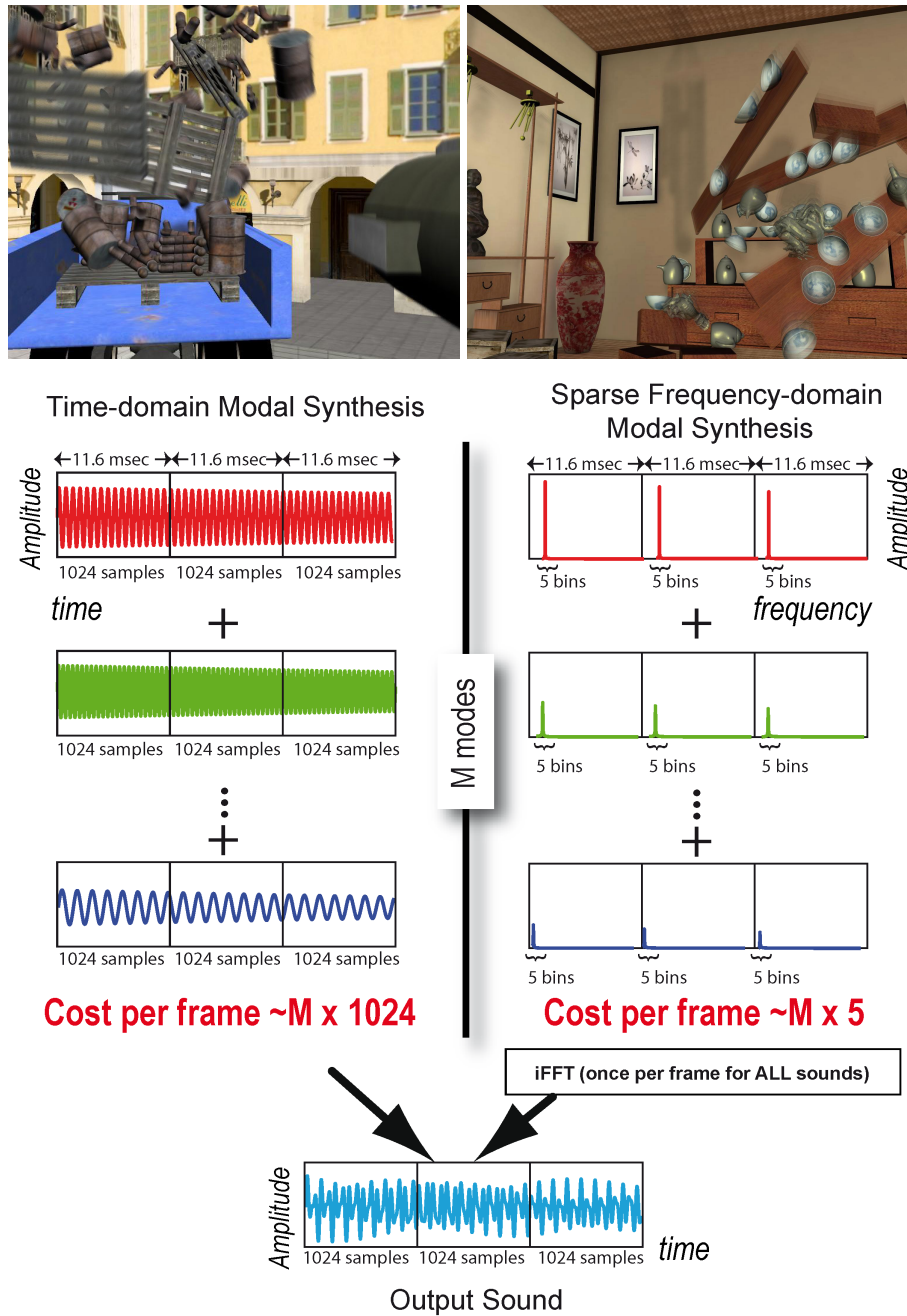 Time-domain Modal Synthesis
11.6 msec 11.6 msec 11.6 msec
Amplitude
1024 samples 1024 samples 1024 samples
time
+
1024 samples 1024 samples 1024 samples
+
1024 samples 1024 samples 1024 samples
Cost per frame ~M x 1024
M modes
Sparse Frequency-domain
Modal Synthesis
11.6 msec 11.6 msec 11.6 msec
Amplitude
5 bins 5 bins 5 bins
frequency
+
5 bins 5 bins 5 bins
+
5 bins 5 bins 5 bins
Cost per frame ~M x 5
iFFT (once per frame for ALL sounds)
Amplitude
1024 samples 1024 samples 1024 samples
time
Output Sound